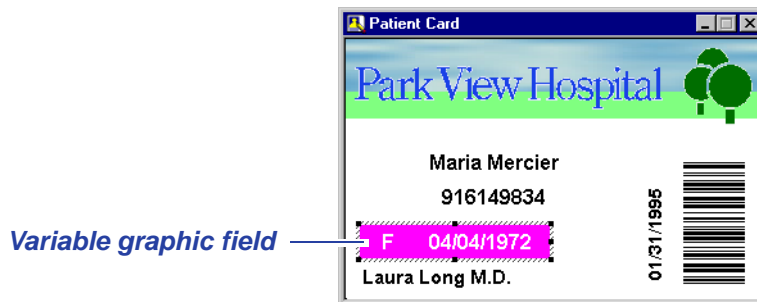 Patient Card
Park View Hospital
Maria Mercier
916149834
Variable graphic field
F 04/04/1972
Laura Long M.D.
01/31/1995